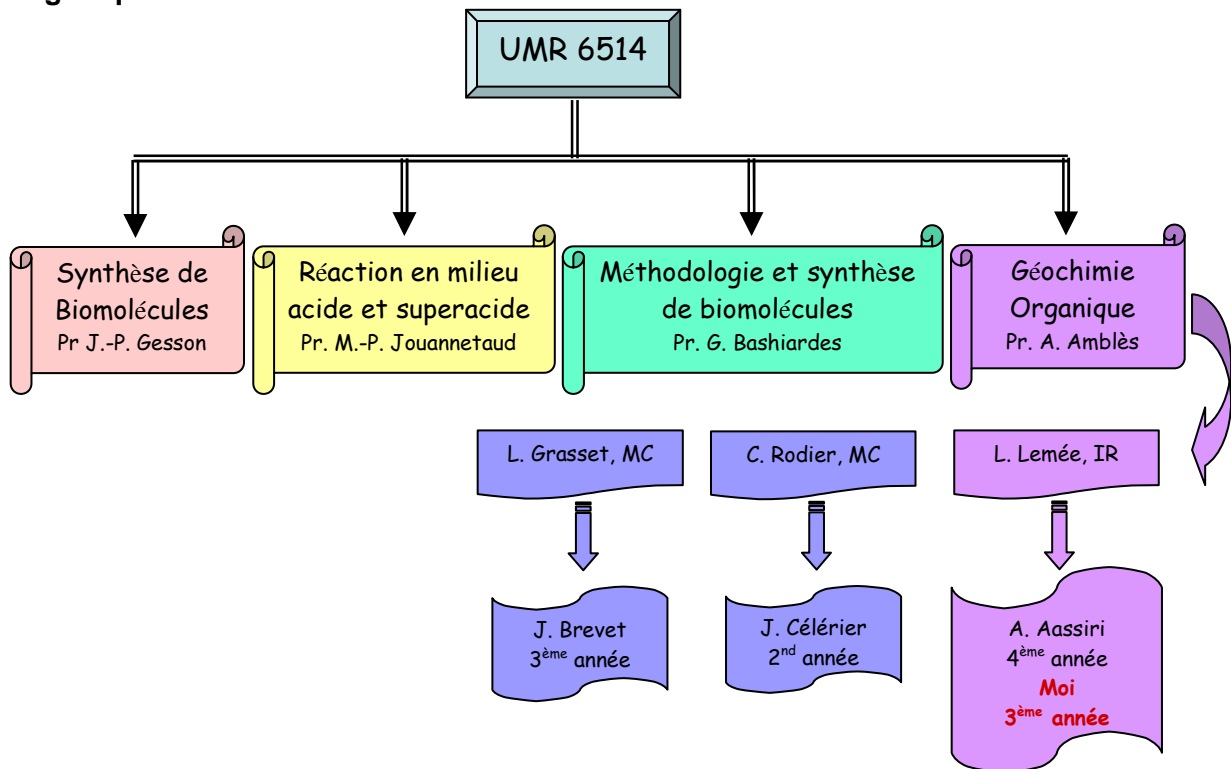 UMR 6514
Synthèse de
Biomolécules
Pr J.-P. Gesson
Réaction en milieu
acide et superacide
Pr. M.-P. Jouannetaud
Méthodologie et synthèse
de biomolécules
Pr. G. Bashiardes
Géochimie
Organique
Pr. A. Amblès
L. Grasset, MC
C. Rodier, MC
L. Lemée, IR
J. Brevet
3ème année
J. Célérier
2nd année
A. Aassiri
4ème année
Moi
3ème année